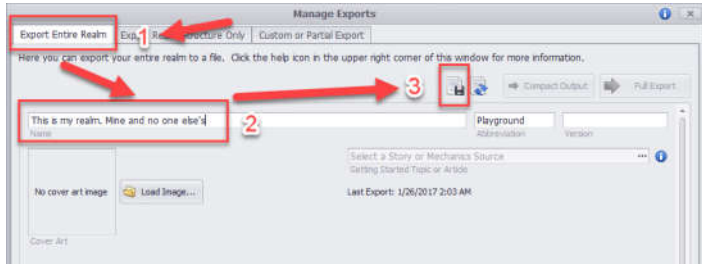 Manage Exports
Export Entire Realm Structure Only Custom or Partial Export
1
Here you can export your entire realm to a file. Click the help icon in the upper right corner of this window for more information.
3
Compact Output Full Export
This is my realm. Mine and no one else's Playground
2
Name Abbreviation Version
Select a Story or Mechanics Source ...
Getting Started Topic or Article
No cover art image Load Image... Last Export: 1/26/2017 2:03 AM
Cover Art